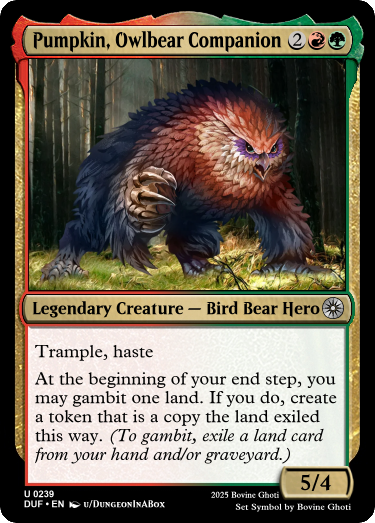 Pumpkin, Owlbear Companion 2
Legendary Creature — Bird Bear Hero
Trample, haste
At the beginning of your end step, you
may gambit one land. If you do, create
a token that is a copy the land exiled
this way. (To gambit, exile a land card
from your hand and/or graveyard.)
5/4
U 0239
DUF • EN u/DungeonInABox
2025 Bovine Ghoti
Set Symbol by Bovine Ghoti